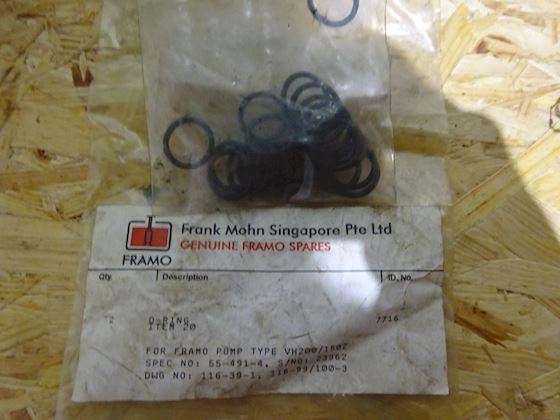 Frank Mohn Singapore Pte Ltd
GENUINE FRAMO SPARES
FRAMO
Qty. Description ID. No.
2 O-RING 7716
ITEM 20
FOR FRAMO PUMP TYPE VH200/160Z
SPEC NO: 55-491-4, S/NO: 23962
DWG NO: 116-39-1, 116-99/100-3